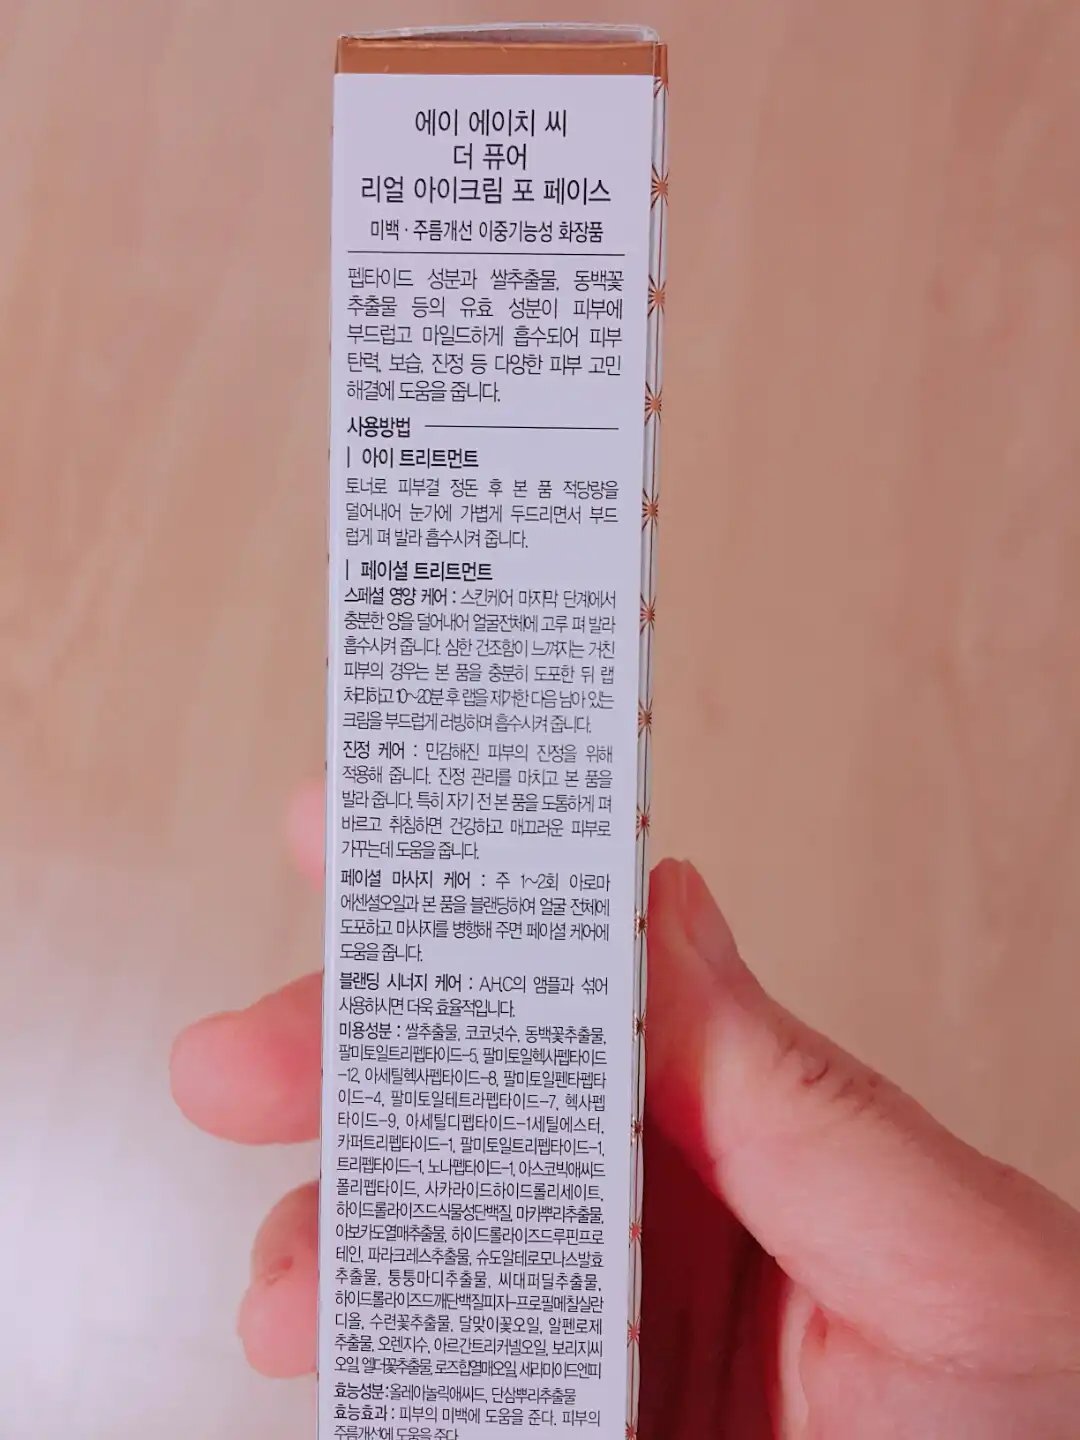 에이 에이치 씨
더 퓨어
리얼 아이크림 포 페이스
미백 · 주름개선 이중기능성 화장품
펩타이드 성분과 쌀추출물, 동백꽃
추출물 등의 유효 성분이 피부에
부드럽고 마일드하게 흡수되어 피부
탄력, 보습, 진정 등 다양한 피부 고민
해결에 도움을 줍니다.
사용방법
| 아이 트리트먼트
토너로 피부결 정돈 후 본 품 적당량을
덜어내어 눈가에 가볍게 두드리면서 부드
럽게 펴 발라 흡수시켜 줍니다.
| 페이셜 트리트먼트
스페셜 영양 케어 : 스킨케어 마지막 단계에서
충분한 양을 덜어내어 얼굴전체에 고루 펴 발라
흡수시켜 줍니다. 심한 건조함이 느껴지는 거친
피부의 경우는 본 품을 충분히 도포한 뒤 랩
처리하고 10~20분 후 랩을 제거한 다음 남아 있는
크림을 부드럽게 러빙하며 흡수시켜 줍니다.
진정 케어 : 민감해진 피부의 진정을 위해
적용해 줍니다. 진정 관리를 마치고 본 품을
발라 줍니다. 특히 자기 전 본 품을 도톰하게 펴
바르고 취침하면 건강하고 매끄러운 피부로
가꾸는데 도움을 줍니다.
페이셜 마사지 케어 : 주 1~2회 아로마
에센셜오일과 본 품을 블랜딩하여 얼굴 전체에
도포하고 마사지를 병행해 주면 페이셜 케어에
도움을 줍니다.
블랜딩 시너지 케어 : A.H.C의 앰플과 섞어
사용하시면 더욱 효율적입니다.
미용성분 : 쌀추출물, 코코넛수, 동백꽃추출물,
팔미토일트리펩타이드-5, 팔미토일헥사펩타이드
-12, 아세틸헥사펩타이드-8, 팔미토일펜타펩타
이드-4, 팔미토일테트라펩타이드-7, 헥사펩
타이드-9, 아세틸디펩타이드-1세틸에스터,
카퍼트리펩타이드-1, 팔미토일트리펩타이드-1,
트리펩타이드-1, 노나펩타이드-1, 아스코빅애씨드
폴리펩타이드, 사카라이드하이드롤리세이트,
하이드롤라이즈드식물성단백질, 마카뿌리추출물,
아보카도열매추출물, 하이드롤라이즈드루핀프로
테인, 파라크레스추출물, 슈도알테로모나스발효
추출물, 퉁퉁마디추출물, 씨대퍼딜추출물,
하이드롤라이즈드깨단백질피지-프로필메칠실란
디올, 수련꽃추출물, 달맞이꽃오일, 알펜로제
추출물, 오렌지수, 아르간트리커넬오일, 보리지씨
오일, 엘더꽃추출물, 로즈힙열매오일, 세라마이드엔피
효능성분 : 올레아놀릭애씨드, 단삼뿌리추출물
효능효과 : 피부의 미백에 도움을 준다. 피부의
주름개선에 도움을 준다.